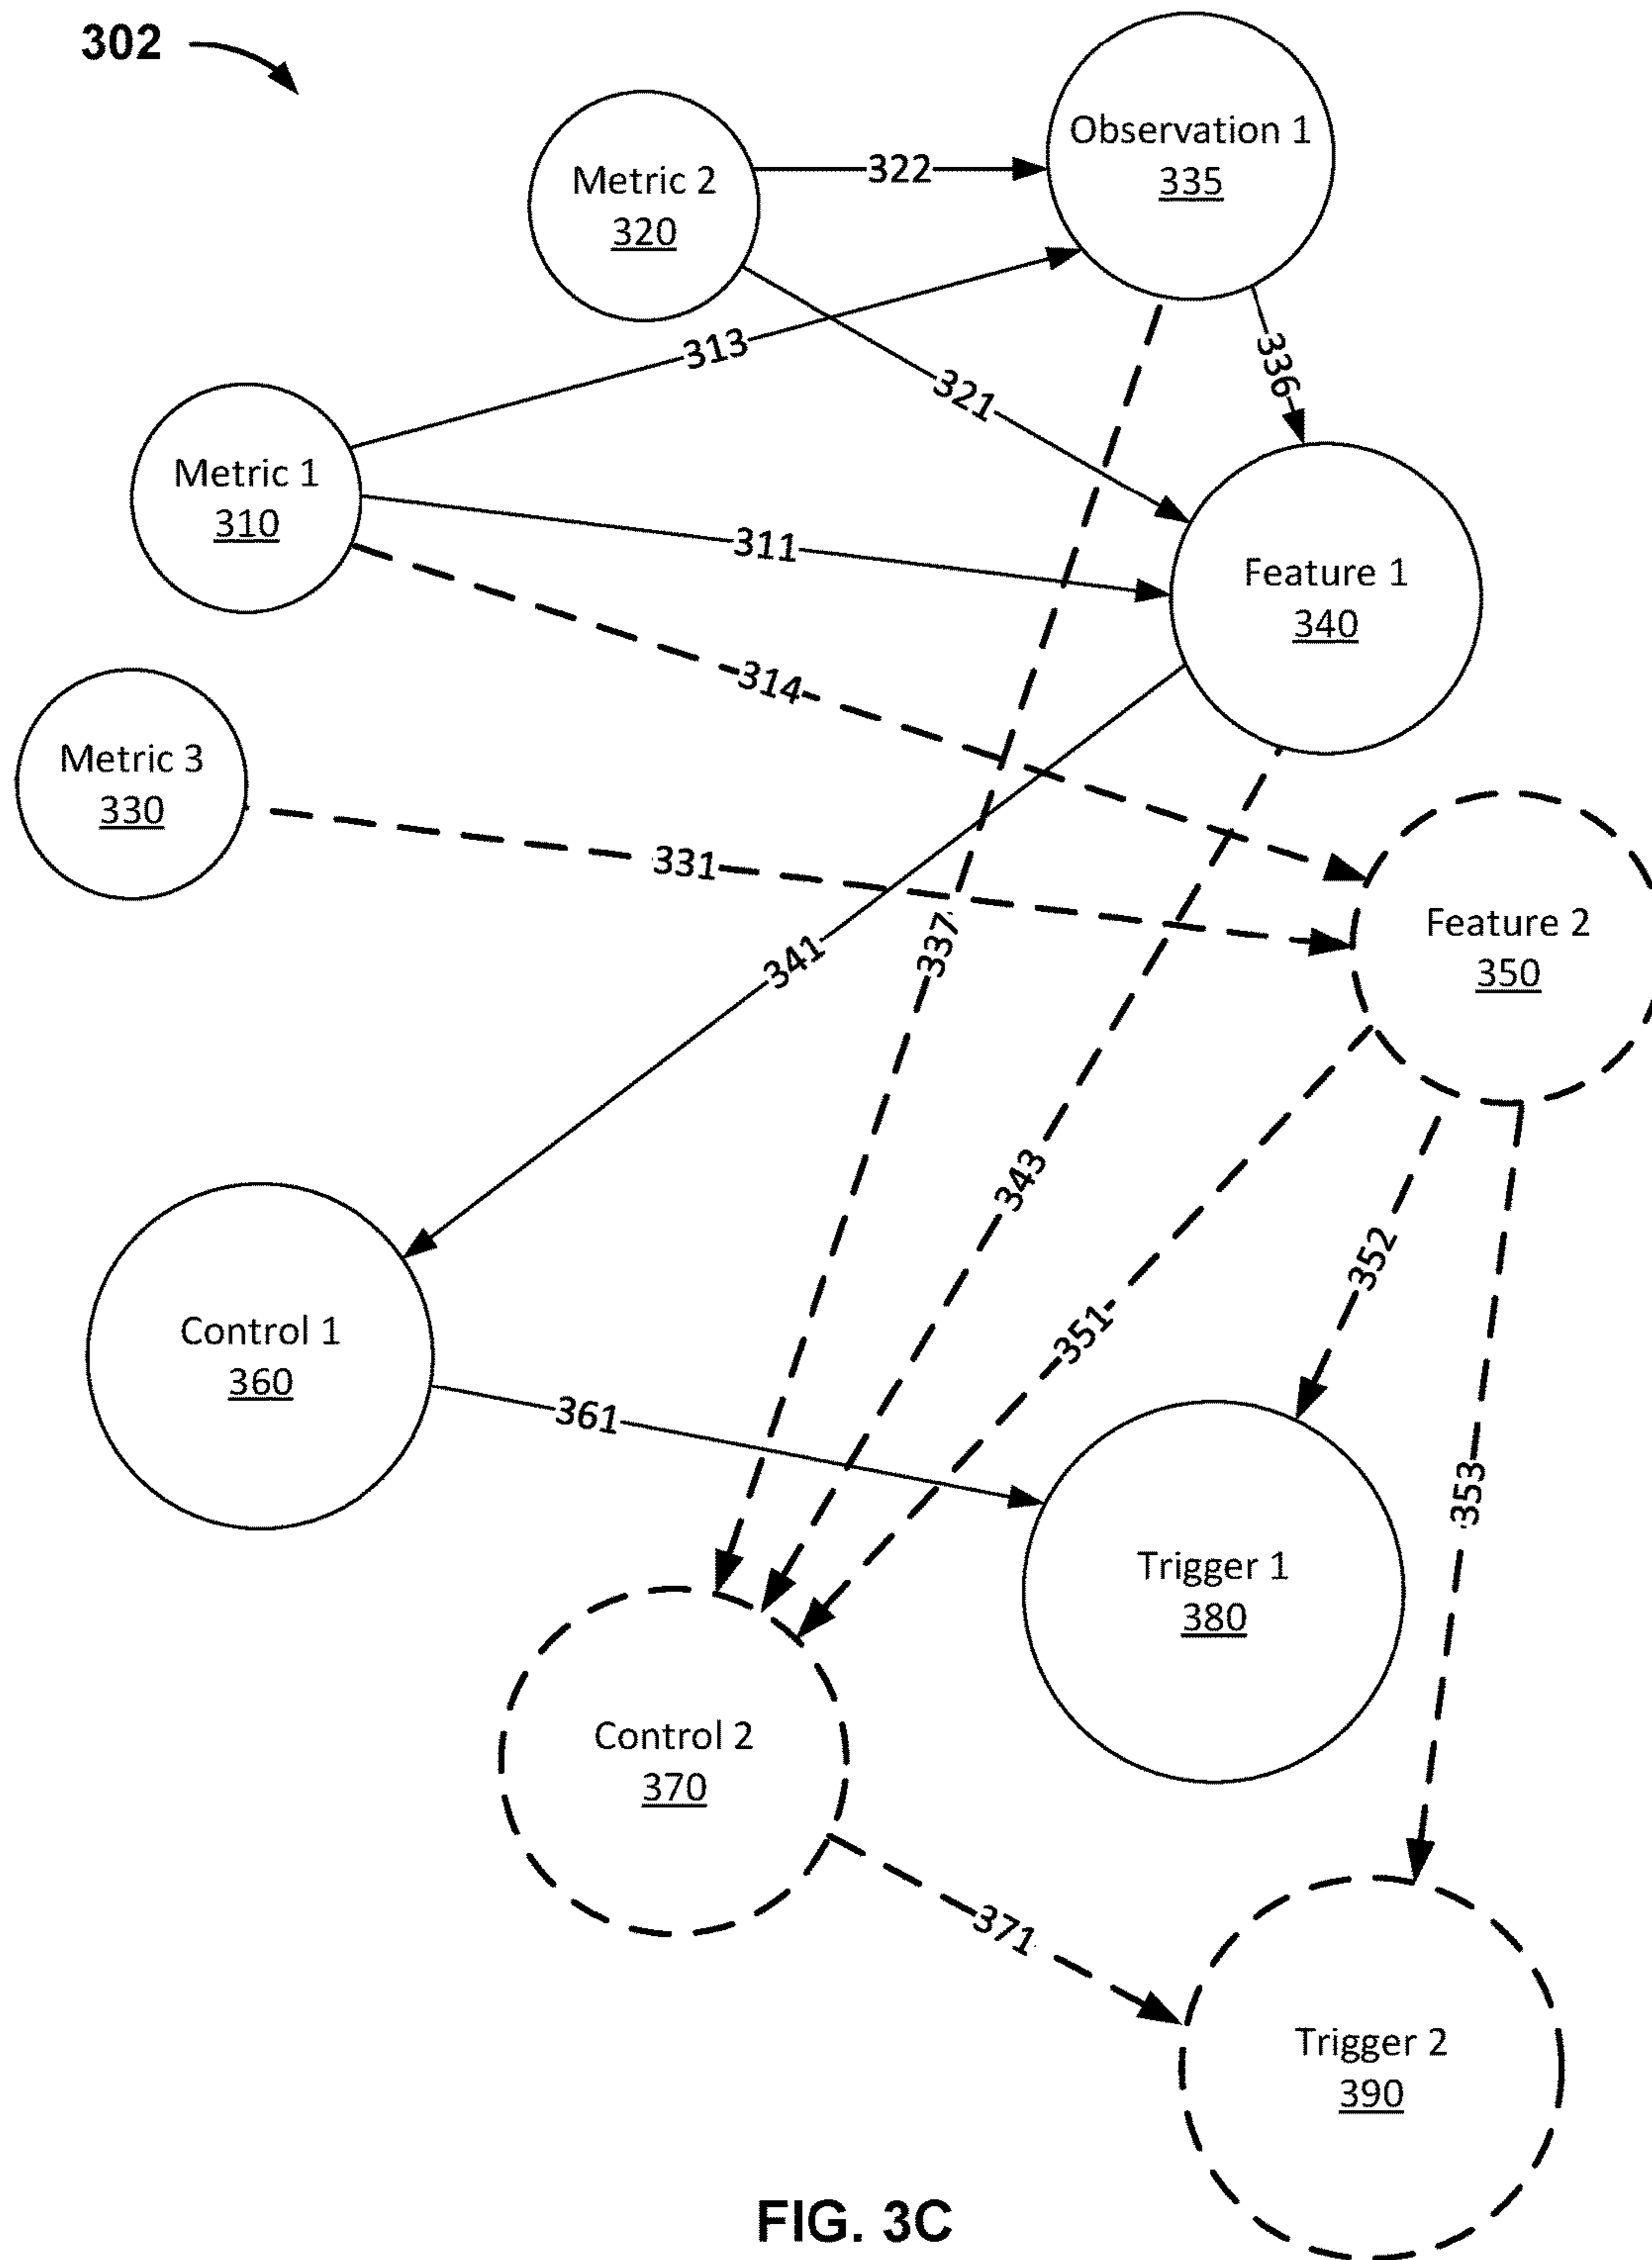 302
Observation 1
335
322
Metric 2
320
313
321
336
Metric 1
310
311
Feature 1
340
314
Metric 3
330
331
Feature 2
350
337
341
343
352
351
Control 1
360
361
353
Trigger 1
380
Control 2
370
371
Trigger 2
390
FIG. 3C